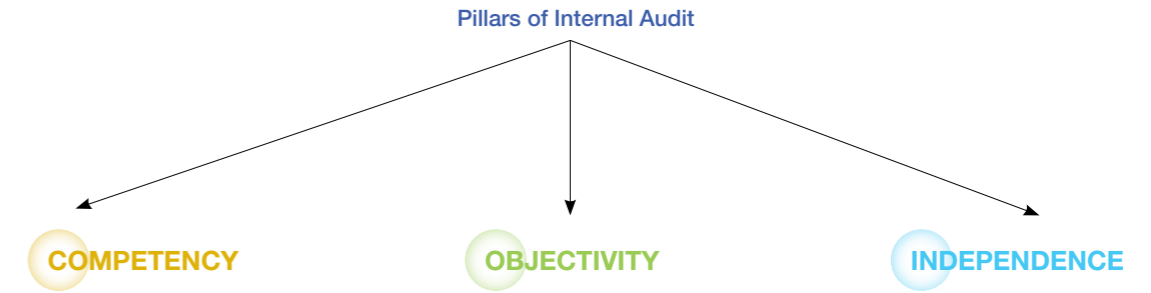 Pillars of Internal Audit
COMPETENCY
OBJECTIVITY
INDEPENDENCE